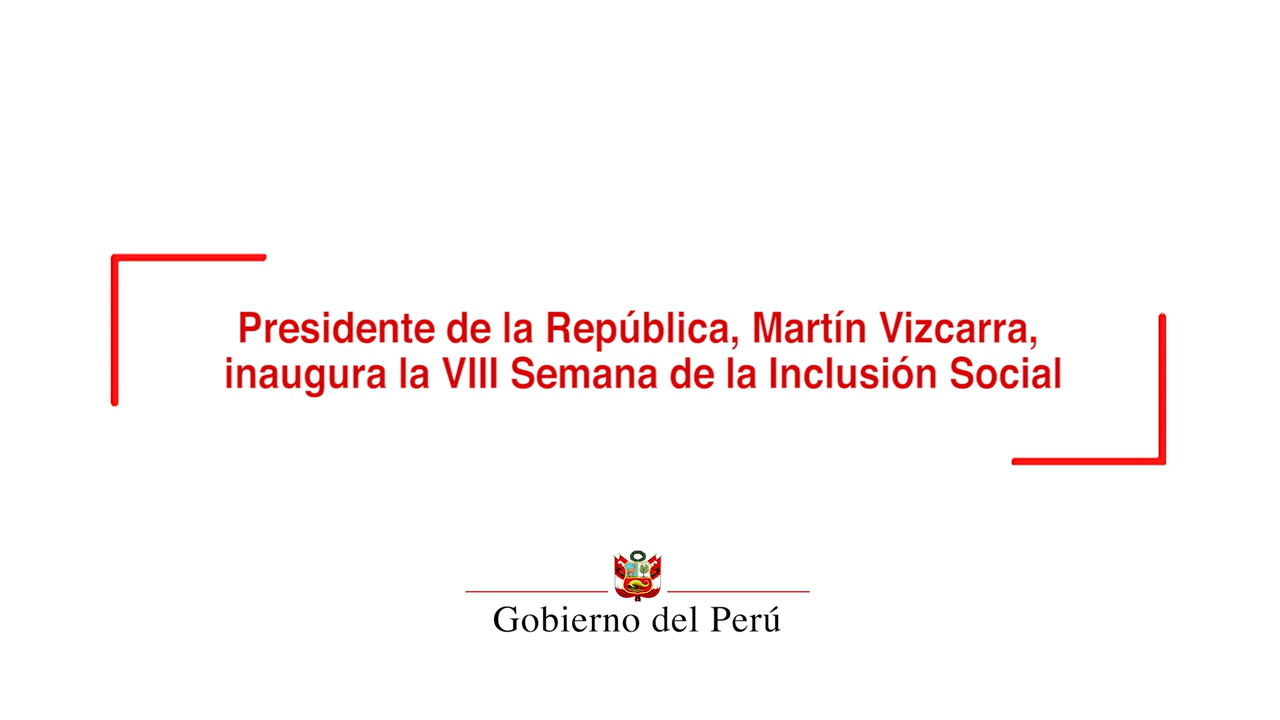 Presidente de la República, Martín Vizcarra,
inaugura la VIII Semana de la Inclusión Social
Gobierno del Perú